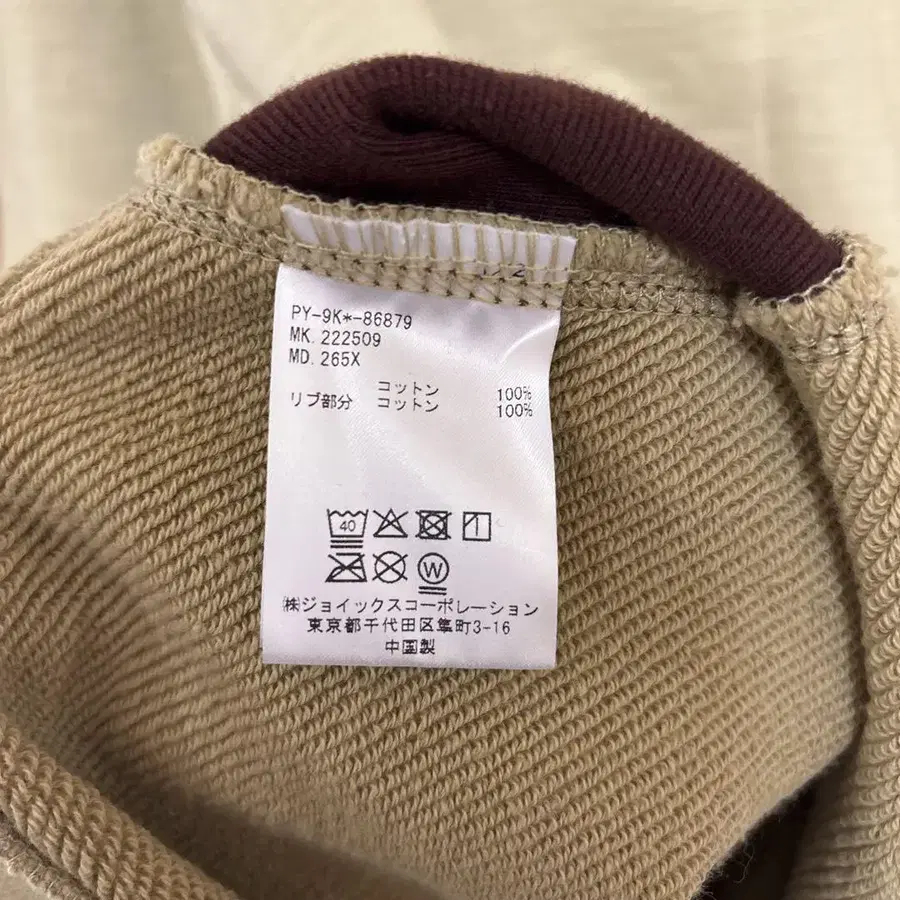 PY-9K*-86879
MK. 222509
MD. 265X
コットン 100%
リブ部分 コットン 100%
40
W
㈱ジョイックスコーポレーション
東京都千代田区隼町3-16
中国製